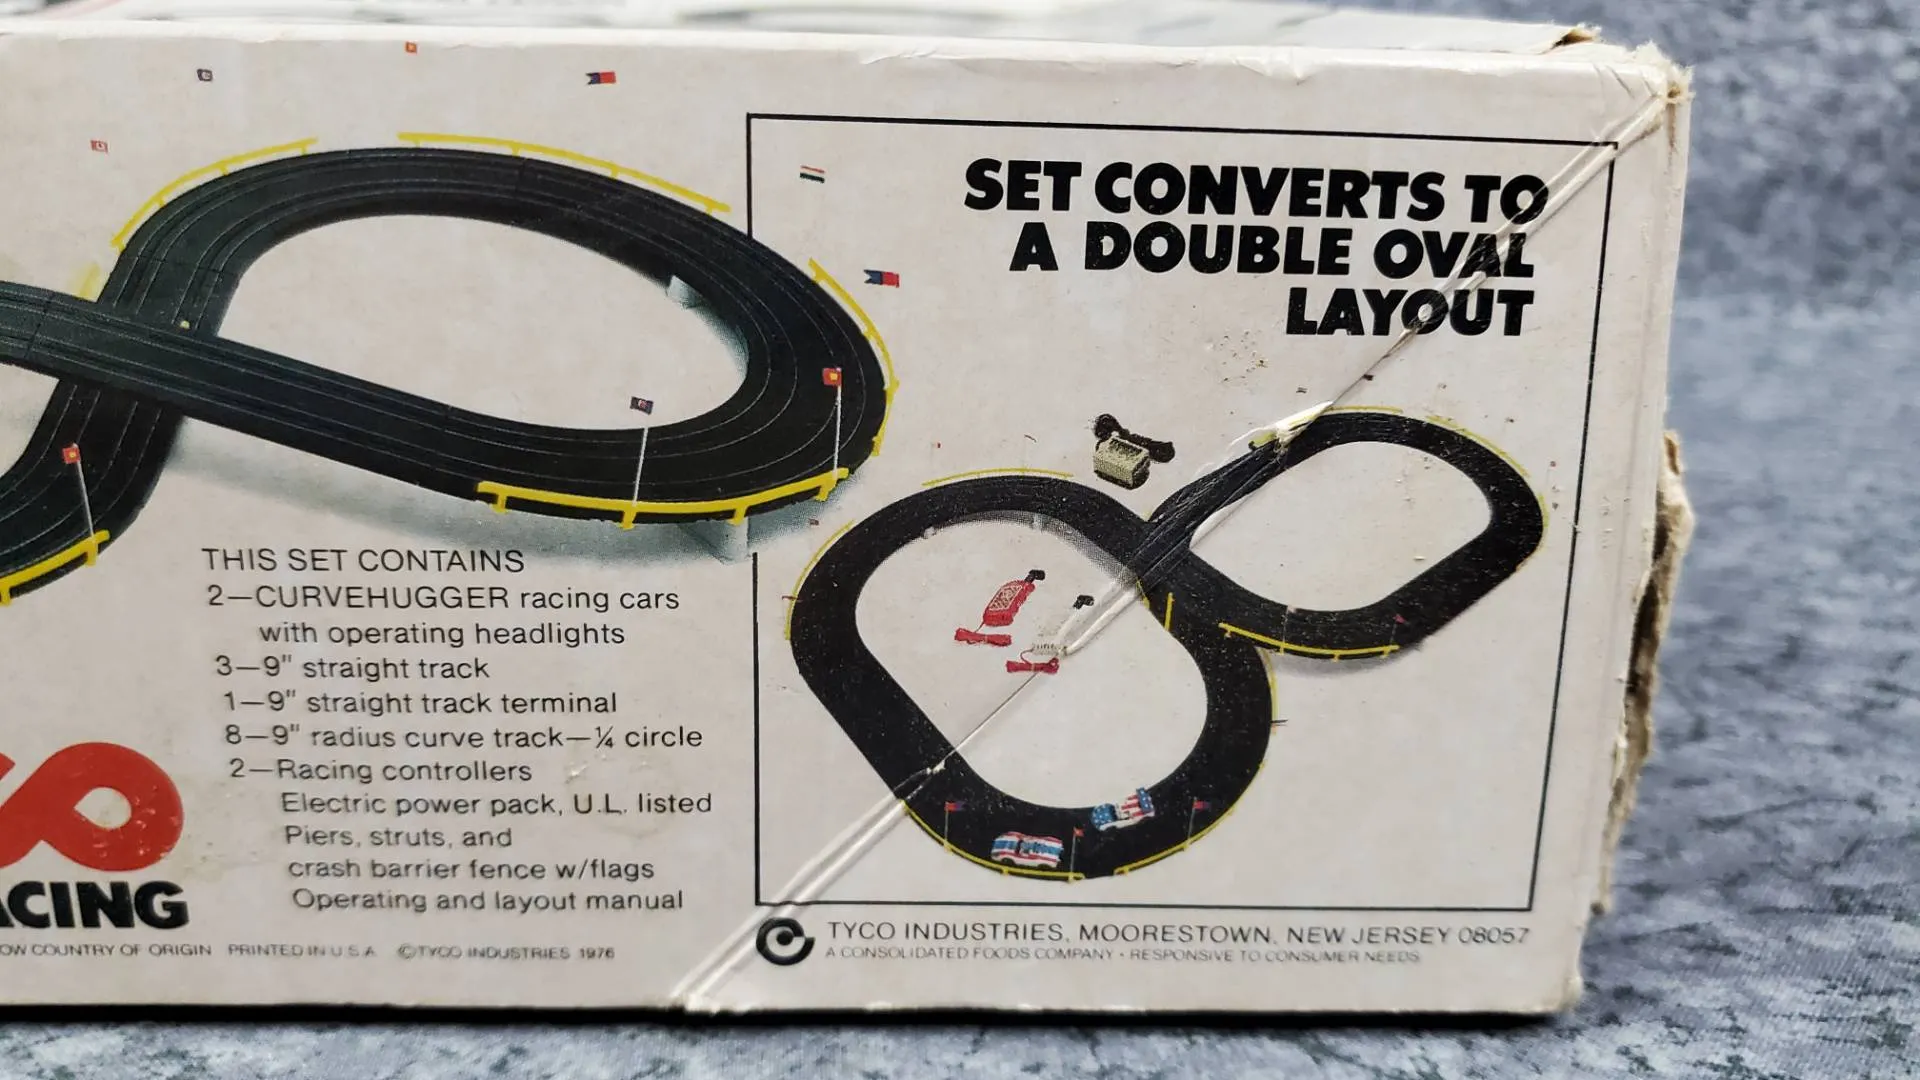 SET CONVERTS TO
A DOUBLE OVAL
LAYOUT
THIS SET CONTAINS
2—CURVEHUGGER racing cars
with operating headlights
3—9" straight track
1—9" straight track terminal
8—9" radius curve track—¼ circle
2—Racing controllers
Electric power pack, U.L. listed
Piers, struts, and
crash barrier fence w/flags
Operating and layout manual
CO
ACING
OW COUNTRY OF ORIGIN PRINTED IN U S A ©TYCO INDUSTRIES 1976
TYCO INDUSTRIES, MOORESTOWN, NEW JERSEY 08057
A CONSOLIDATED FOODS COMPANY • RESPONSIVE TO CONSUMER NEEDS